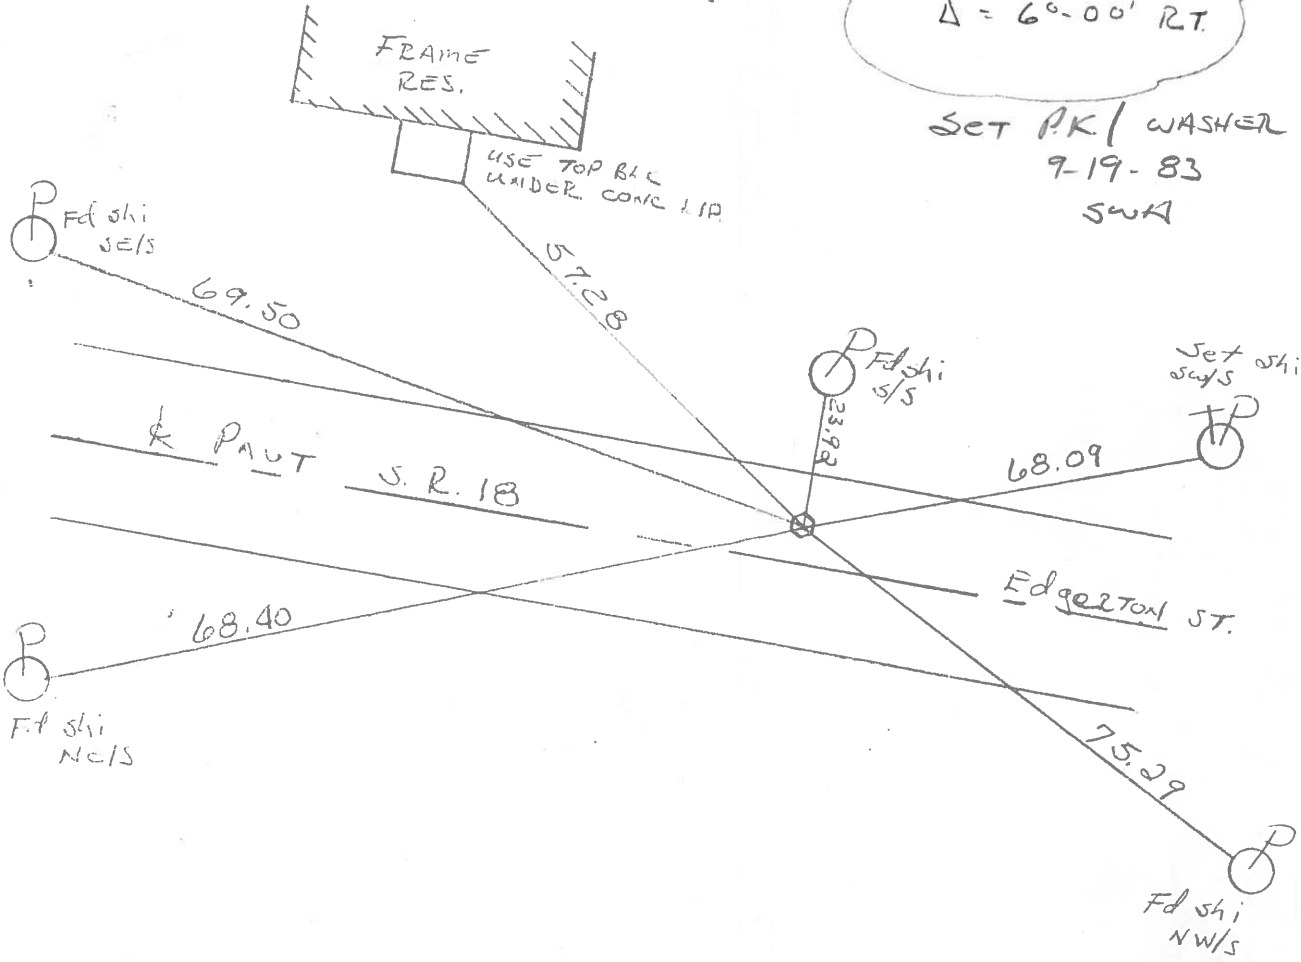 Δ = 6°-00' RT.
FRAME
RES.
SET P.K / WASHER
9-19-83
SWA
USE TOP BLC
UNDER CONC LIP
P
Fd shi
SE/S
69.50
57.28
P
Fd shi
S/S
23.92
Set shi
SW/S
P
68.09
PAVT S.R. 18
EdgeRTON ST.
68.40
P
Fd shi
NE/S
75.29
P
Fd shi
NW/S